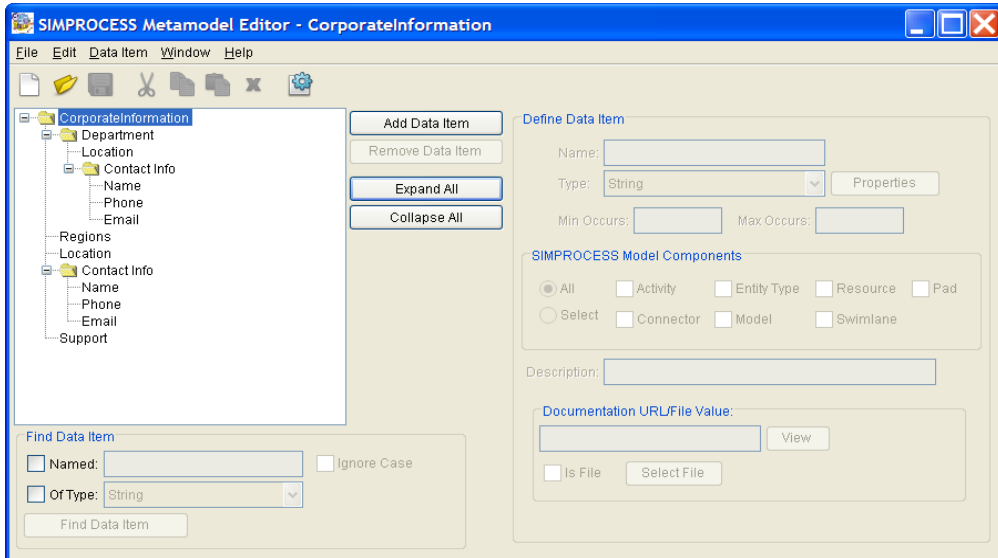 SIMPROCESS Metamodel Editor - CorporateInformation
File Edit Data Item Window Help
CorporateInformation
Department
Location
Contact Info
Name
Phone
Email
Regions
Location
Contact Info
Name
Phone
Email
Support
Add Data Item
Remove Data Item
Expand All
Collapse All
Find Data Item
Named: Ignore Case
Of Type: String
Find Data Item
Define Data Item
Name:
Type: String Properties
Min Occurs: Max Occurs:
SIMPROCESS Model Components
All Activity Entity Type Resource Pad
Select Connector Model Swimlane
Description:
Documentation URL/File Value:
View
Is File Select File